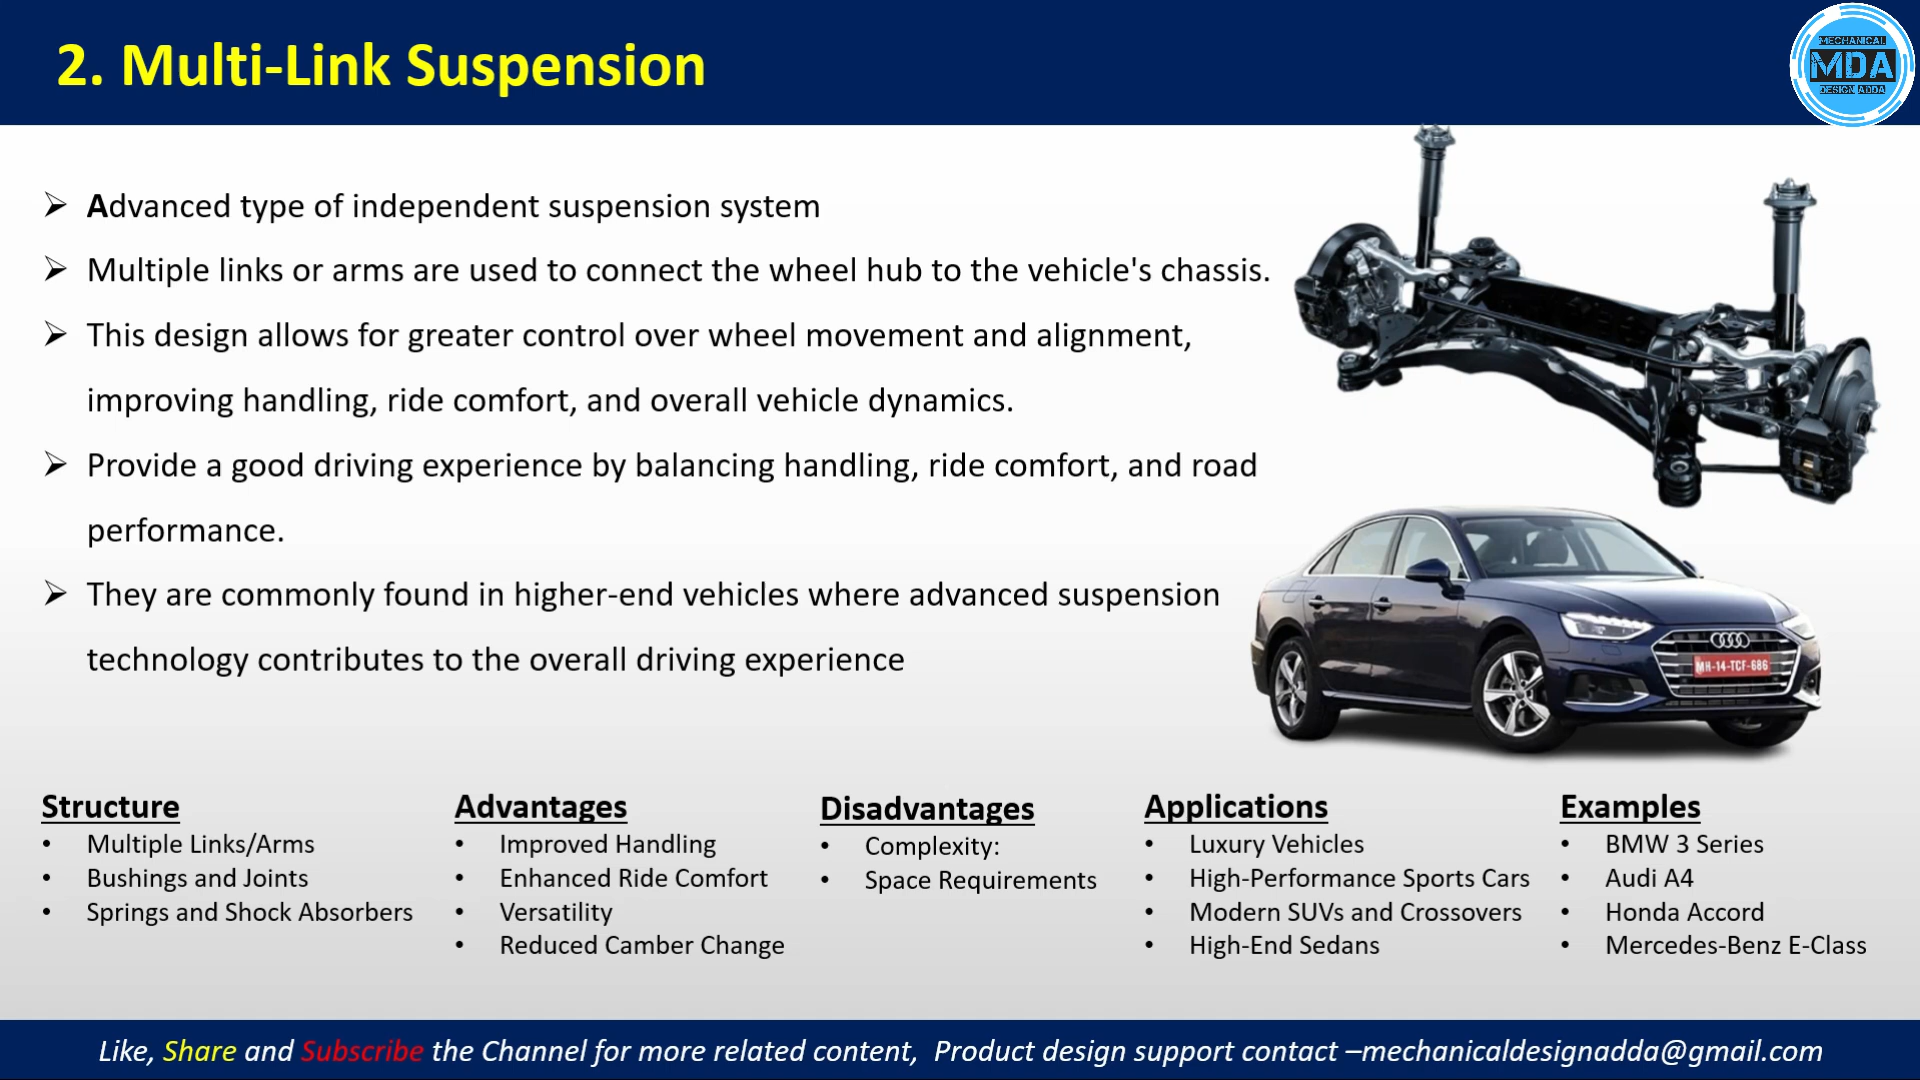 2. Multi-Link Suspension
MECHANICAL
MDA
DESIGN ADDA
➢ Advanced type of independent suspension system
➢ Multiple links or arms are used to connect the wheel hub to the vehicle's chassis.
➢ This design allows for greater control over wheel movement and alignment,
improving handling, ride comfort, and overall vehicle dynamics.
➢ Provide a good driving experience by balancing handling, ride comfort, and road
performance.
➢ They are commonly found in higher-end vehicles where advanced suspension
technology contributes to the overall driving experience
MH-14-TCF-686
Structure
• Multiple Links/Arms
• Bushings and Joints
• Springs and Shock Absorbers
Advantages
• Improved Handling
• Enhanced Ride Comfort
• Versatility
• Reduced Camber Change
Disadvantages
• Complexity:
• Space Requirements
Applications
• Luxury Vehicles
• High-Performance Sports Cars
• Modern SUVs and Crossovers
• High-End Sedans
Examples
• BMW 3 Series
• Audi A4
• Honda Accord
• Mercedes-Benz E-Class
Like, Share and Subscribe the Channel for more related content, Product design support contact –mechanicaldesignadda@gmail.com